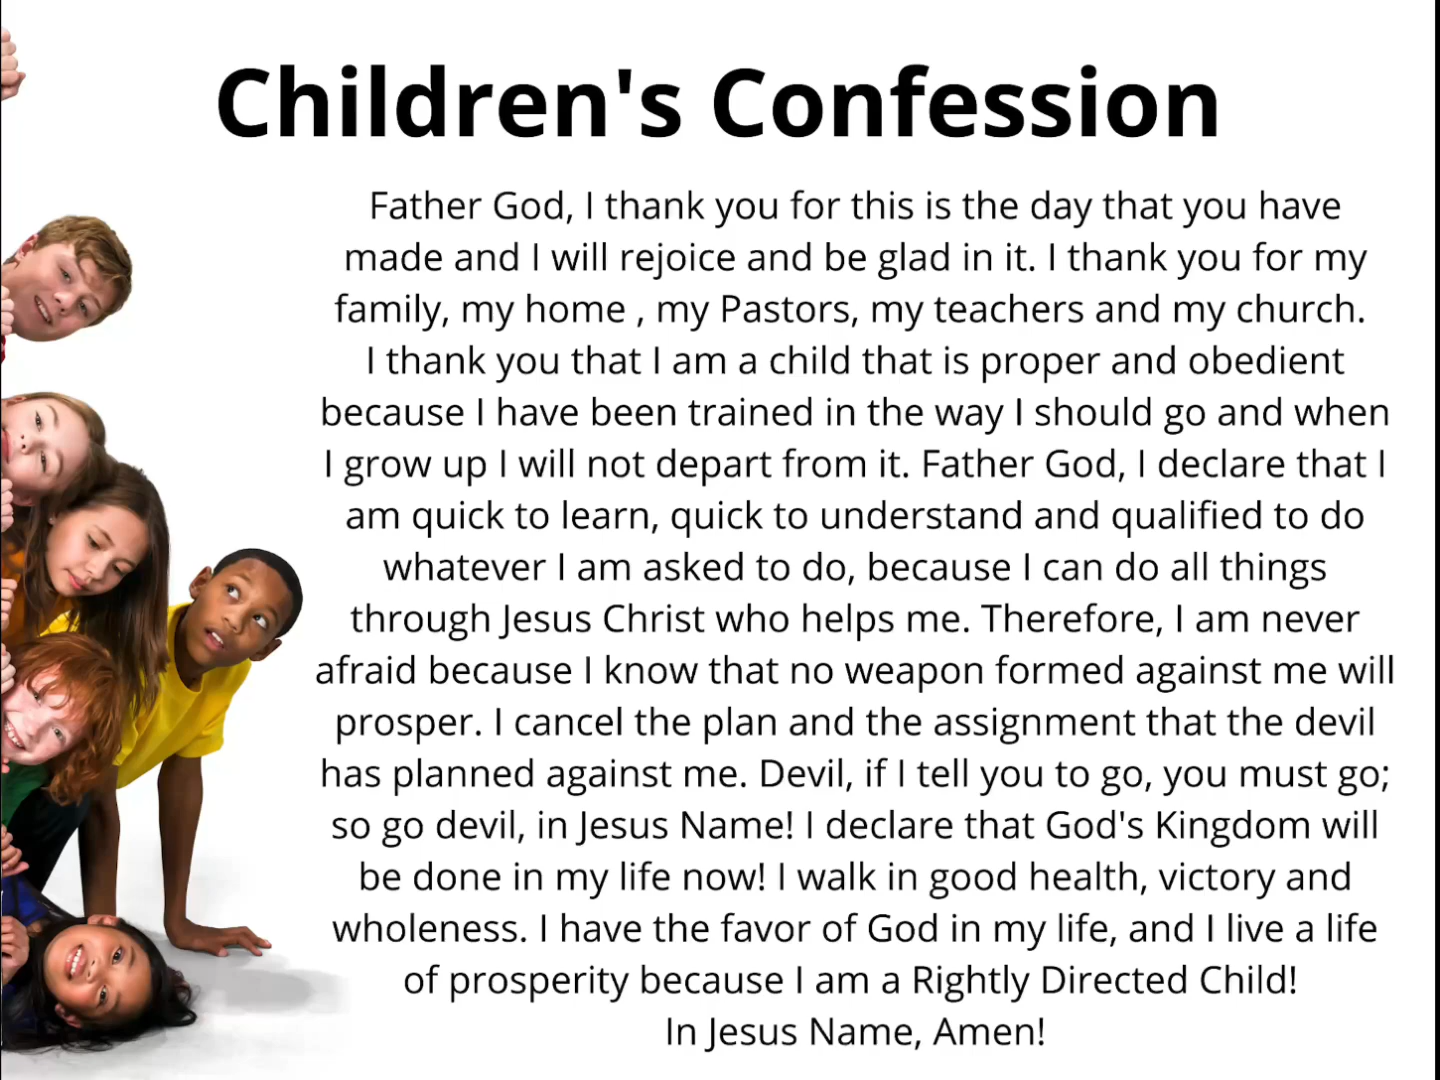 Children's Confession
Father God, I thank you for this is the day that you have
made and I will rejoice and be glad in it. I thank you for my
family, my home , my Pastors, my teachers and my church.
I thank you that I am a child that is proper and obedient
because I have been trained in the way I should go and when
I grow up I will not depart from it. Father God, I declare that I
am quick to learn, quick to understand and qualified to do
whatever I am asked to do, because I can do all things
through Jesus Christ who helps me. Therefore, I am never
afraid because I know that no weapon formed against me will
prosper. I cancel the plan and the assignment that the devil
has planned against me. Devil, if I tell you to go, you must go;
so go devil, in Jesus Name! I declare that God's Kingdom will
be done in my life now! I walk in good health, victory and
wholeness. I have the favor of God in my life, and I live a life
of prosperity because I am a Rightly Directed Child!
In Jesus Name, Amen!